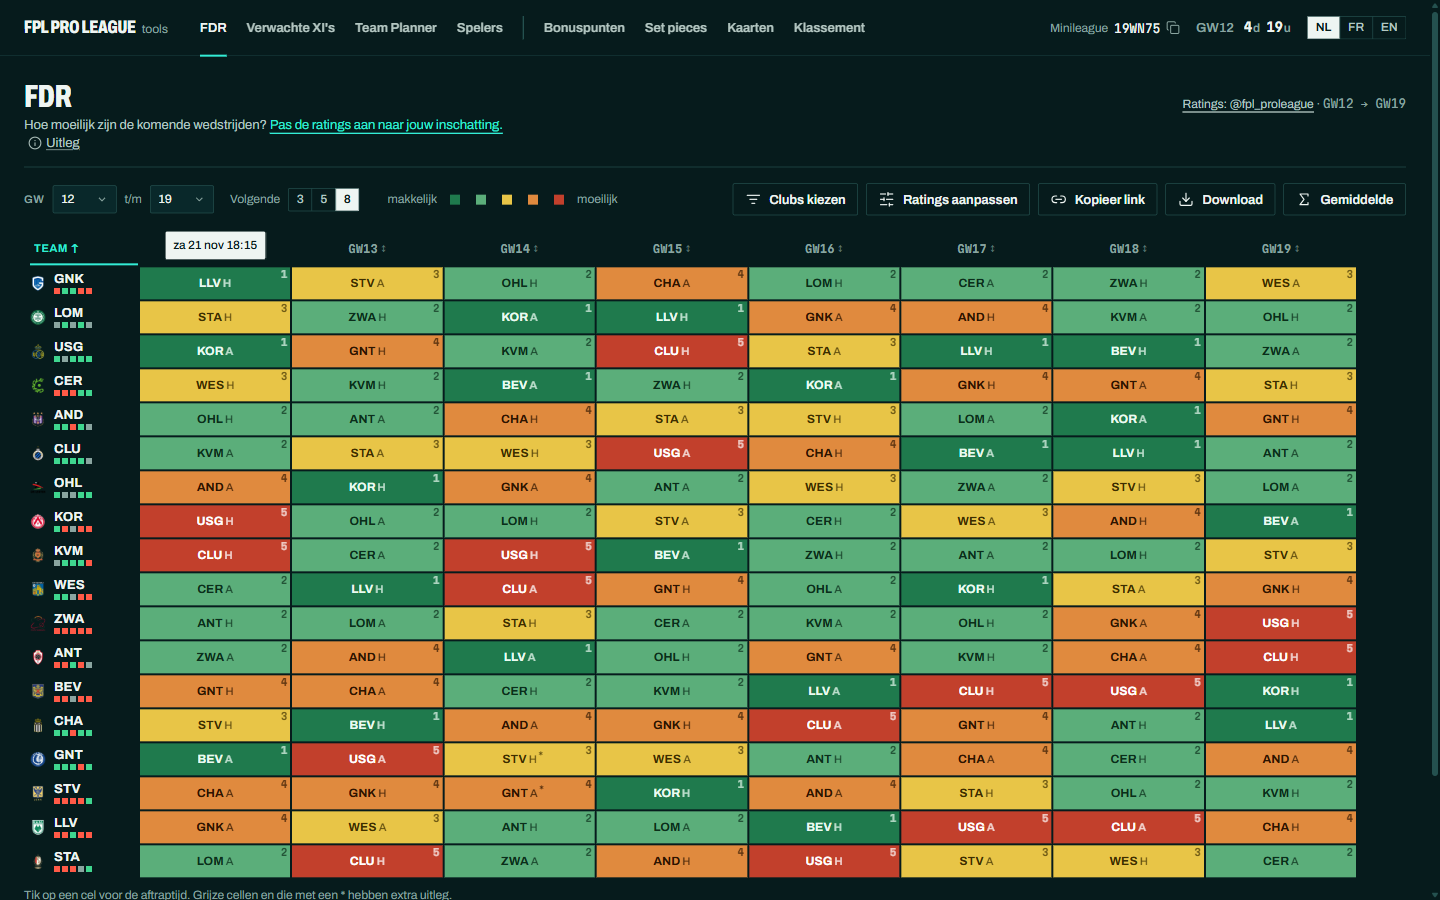 FPL PRO LEAGUE tools FDR Verwachte XI's Team Planner Spelers Bonuspunten Set pieces Kaarten Klassement Minileague 19WN75 GW12 4d 19u NL FR EN
FDR
Ratings: @fpl_proleague · GW12 → GW19
Hoe moeilijk zijn de komende wedstrijden? Pas de ratings aan naar jouw inschatting.
Uitleg
GW 12 t/m 19 Volgende 3 5 8 makkelijk moeilijk Clubs kiezen Ratings aanpassen Kopieer link Download Σ Gemiddelde
TEAM ↑ za 21 nov 18:15 GW13 ↕ GW14 ↕ GW15 ↕ GW16 ↕ GW17 ↕ GW18 ↕ GW19 ↕
GNK LLV H 1 STV A 3 OHL H 2 CHA A 4 LOM H 2 CER A 2 ZWA H 2 WES A 3
LOM STA H 3 ZWA H 2 KOR A 1 LLV H 1 GNK A 4 AND H 4 KVM A 2 OHL H 2
USG KOR A 1 GNT H 4 KVM A 2 CLU H 5 STA A 3 LLV H 1 BEV H 1 ZWA A 2
CER WES H 3 KVM H 2 BEV A 1 ZWA H 2 KOR A 1 GNK H 4 GNT A 4 STA H 3
AND OHL H 2 ANT A 2 CHA H 4 STA A 3 STV H 3 LOM A 2 KOR A 1 GNT H 4
CLU KVM A 2 STA A 3 WES H 3 USG A 5 CHA H 4 BEV A 1 LLV H 1 ANT A 2
OHL AND A 4 KOR H 1 GNK A 4 ANT A 2 WES H 3 ZWA A 2 STV H 3 LOM A 2
KOR USG H 5 OHL A 2 LOM H 2 STV A 3 CER H 2 WES A 3 AND H 4 BEV A 1
KVM CLU H 5 CER A 2 USG H 5 BEV A 1 ZWA H 2 ANT A 2 LOM H 2 STV A 3
WES CER A 2 LLV H 1 CLU A 5 GNT H 4 OHL A 2 KOR H 1 STA A 3 GNK H 4
ZWA ANT H 2 LOM A 2 STA H 3 CER A 2 KVM A 2 OHL H 2 GNK A 4 USG H 5
ANT ZWA A 2 AND H 4 LLV A 1 OHL H 2 GNT A 4 KVM H 2 CHA A 4 CLU H 5
BEV GNT H 4 CHA A 4 CER H 2 KVM H 2 LLV A 1 CLU H 5 USG A 5 KOR H 1
CHA STV H 3 BEV H 1 AND A 4 GNK H 4 CLU A 5 GNT H 4 ANT H 2 LLV A 1
GNT BEV A 1 USG A 5 STV H* 3 WES A 3 ANT H 2 CHA A 4 CER H 2 AND A 4
STV CHA A 4 GNK H 4 GNT A* 4 KOR H 1 AND A 4 STA H 3 OHL A 2 KVM H 2
LLV GNK A 4 WES A 3 ANT H 2 LOM A 2 BEV H 1 USG A 5 CLU A 5 CHA H 4
STA LOM A 2 CLU H 5 ZWA A 2 AND H 4 USG H 5 STV A 3 WES H 3 CER A 2
Tik op een cel voor de aftraptijd. Grijze cellen en die met een * hebben extra uitleg.